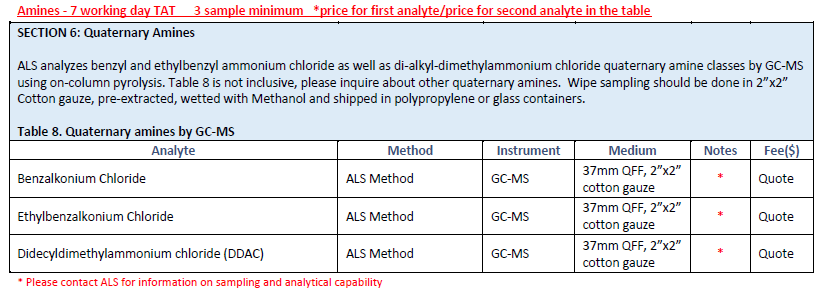 Amines - 7 working day TAT 3 sample minimum *price for first analyte/price for second analyte in the table
SECTION 6: Quaternary Amines
ALS analyzes benzyl and ethylbenzyl ammonium chloride as well as di-alkyl-dimethylammonium chloride quaternary amine classes by GC-MS
using on-column pyrolysis. Table 8 is not inclusive, please inquire about other quaternary amines. Wipe sampling should be done in 2”x2”
Cotton gauze, pre-extracted, wetted with Methanol and shipped in polypropylene or glass containers.
Table 8. Quaternary amines by GC-MS
Analyte Method Instrument Medium Notes Fee($)
Benzalkonium Chloride ALS Method GC-MS 37mm QFF, 2”x2” cotton gauze * Quote
Ethylbenzalkonium Chloride ALS Method GC-MS 37mm QFF, 2”x2” cotton gauze * Quote
Didecyldimethylammonium chloride (DDAC) ALS Method GC-MS 37mm QFF, 2”x2” cotton gauze * Quote
* Please contact ALS for information on sampling and analytical capability